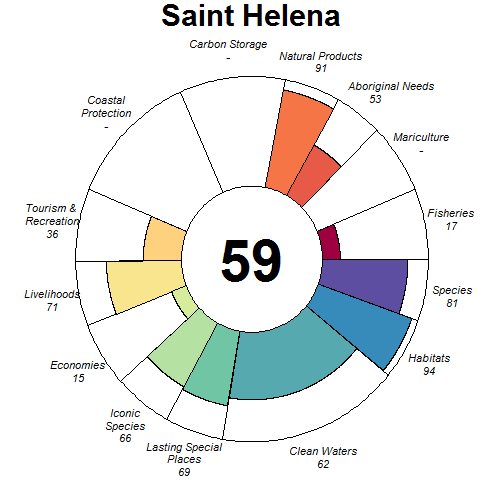 Saint Helena
Carbon Storage
-
Natural Products
91
Aboriginal Needs
53
Mariculture
-
Fisheries
17
Species
81
Habitats
94
Clean Waters
62
Lasting Special
Places
69
Iconic
Species
66
Economies
15
Livelihoods
71
Tourism &
Recreation
36
Coastal
Protection
-
59